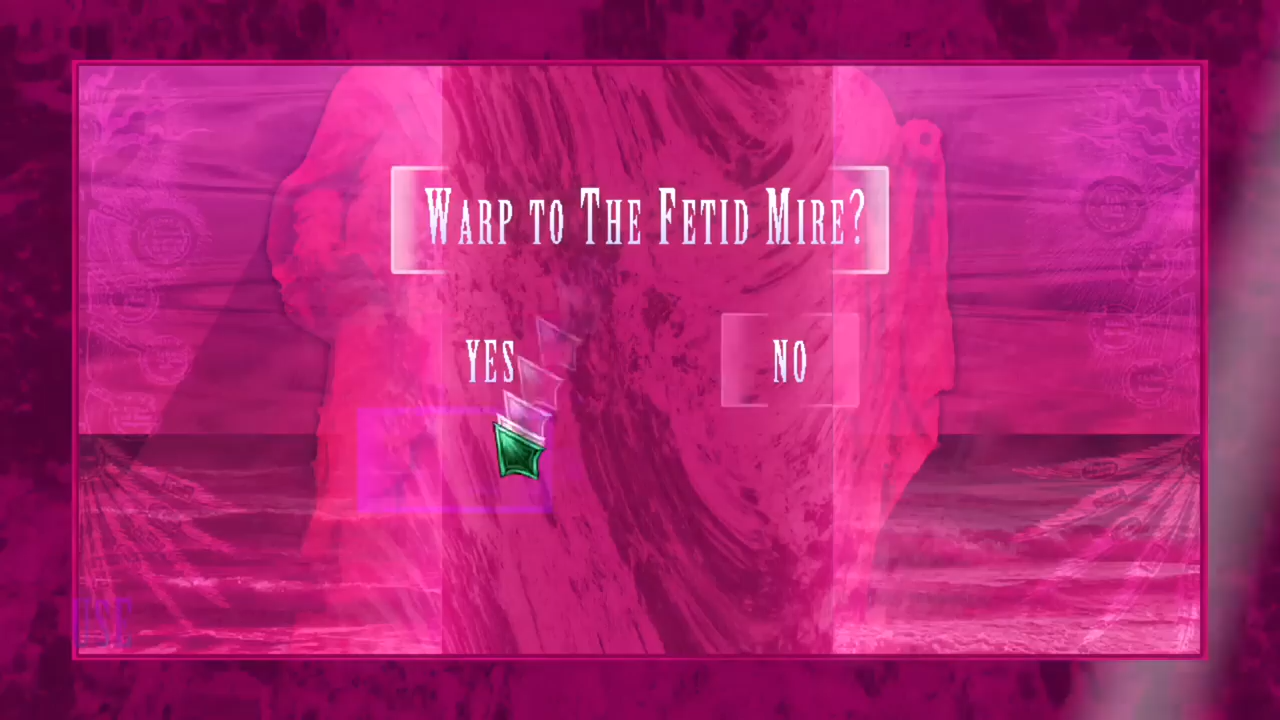 WARP TO THE FETID MIRE?
YES
NO